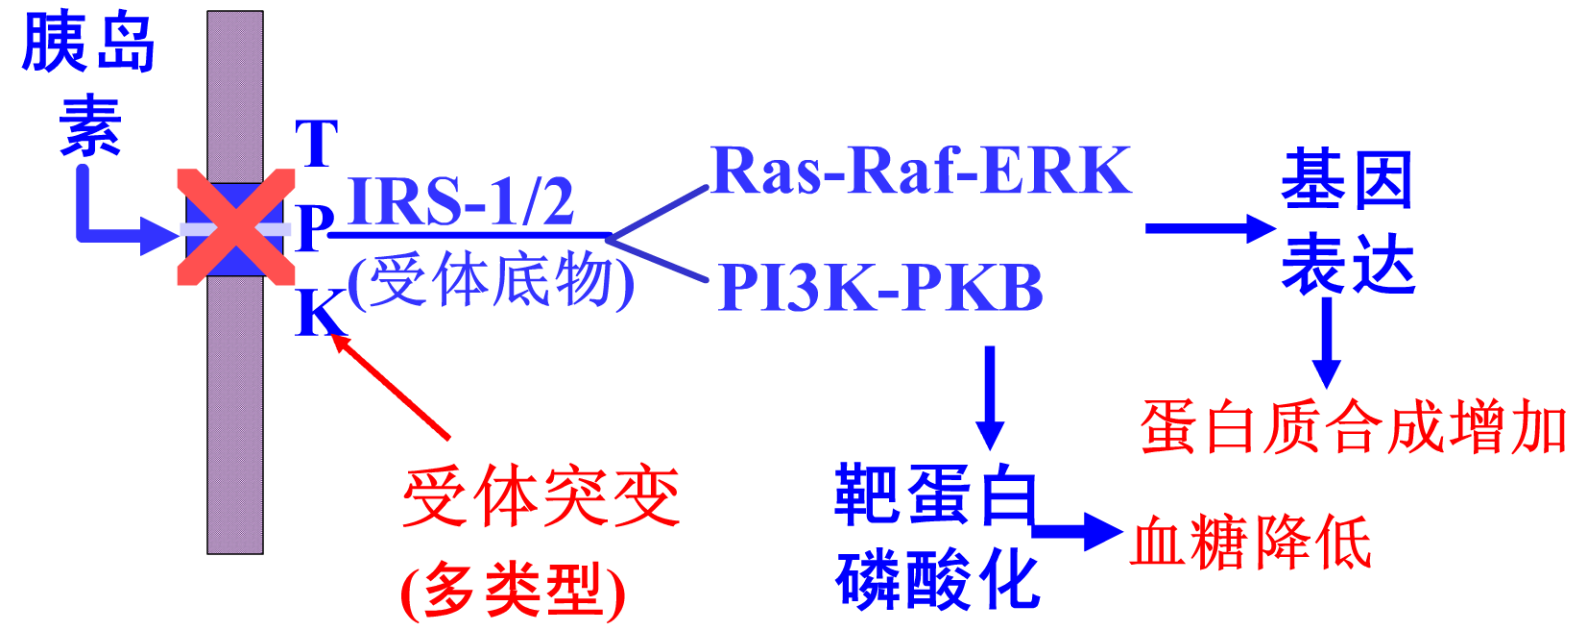 胰岛
素
T
P
K
IRS-1/2
(受体底物)
Ras-Raf-ERK
PI3K-PKB
基因
表达
蛋白质合成增加
靶蛋白
磷酸化
血糖降低
受体突变
(多类型)